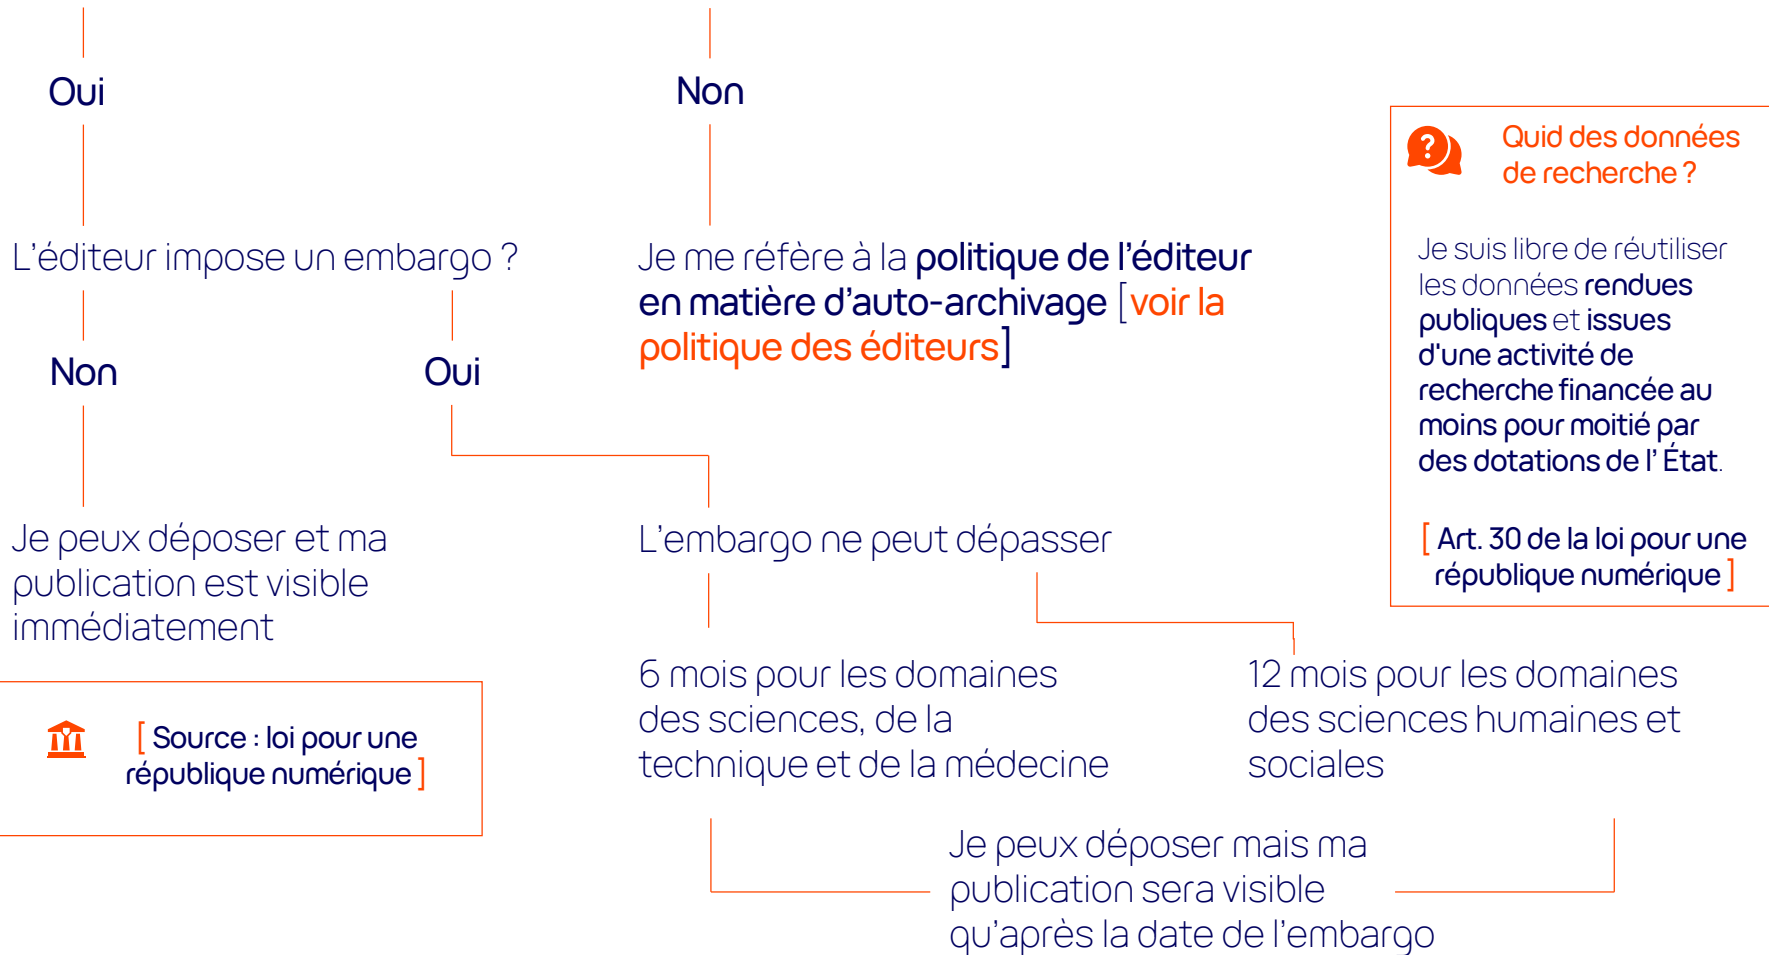 Oui
Non
L'éditeur impose un embargo ?
Non
Oui
Je me réfère à la politique de l'éditeur
en matière d'auto-archivage [voir la
politique des éditeurs]
Quid des données
de recherche ?
Je suis libre de réutiliser
les données rendues
publiques et issues
d'une activité de
recherche financée au
moins pour moitié par
des dotations de l' État.
[ Art. 30 de la loi pour une
république numérique ]
Je peux déposer et ma
publication est visible
immédiatement
L'embargo ne peut dépasser
6 mois pour les domaines
des sciences, de la
technique et de la médecine
12 mois pour les domaines
des sciences humaines et
sociales
[ Source : loi pour une
république numérique ]
Je peux déposer mais ma
publication sera visible
qu'après la date de l'embargo